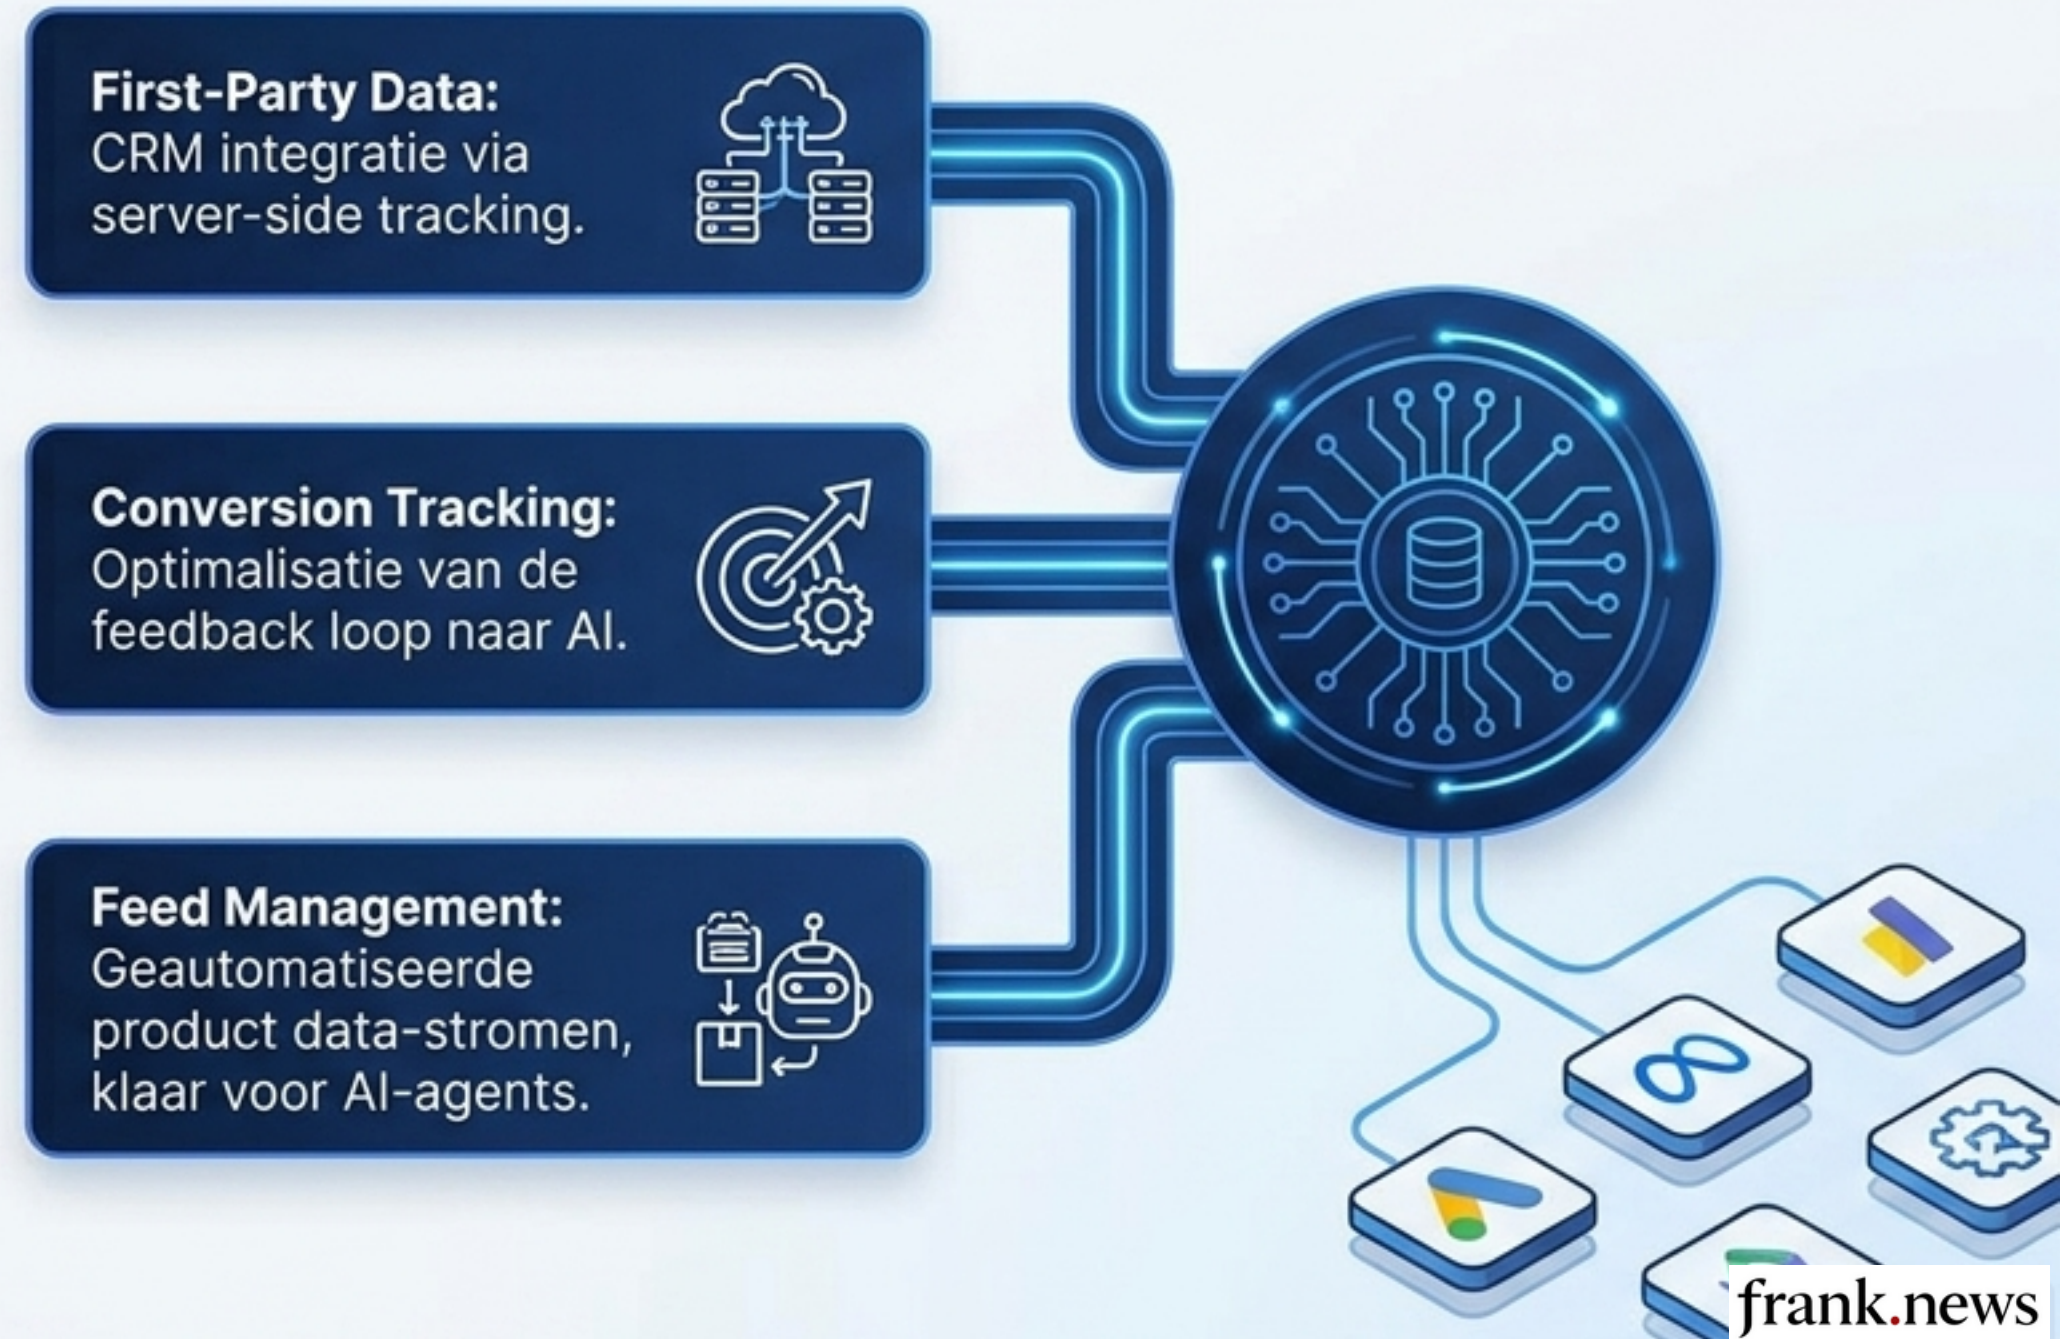 First-Party Data:
CRM integratie via
server-side tracking.
Conversion Tracking:
Optimalisatie van de
feedback loop naar AI.
Feed Management:
Geautomatiseerde
product data-stromen,
klaar voor AI-agents.
frank.news